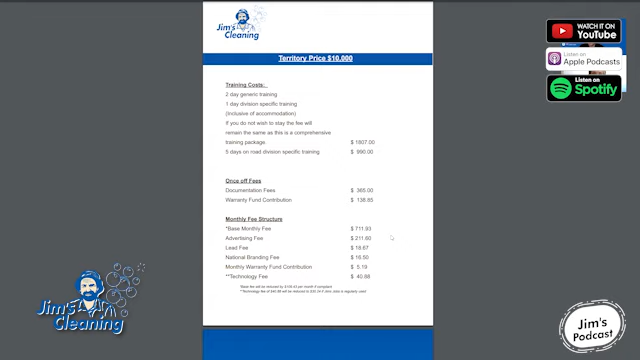 Jim's
Cleaning
WATCH IT ON
YouTube
Listen on
Apple Podcasts
Listen on
Spotify
Territory Price $10,000
Training Costs:
2 day generic training
1 day division specific training
(Inclusive of accommodation)
if you do not wish to stay the fee will
remain the same as this is a comprehensive
training package. $ 1807.00
5 days on road division specific training $ 990.00
Once off Fees
Documentation Fees $ 365.00
Warranty Fund Contribution $ 138.85
Monthly Fee Structure
*Base Monthly Fee $ 711.93
Advertising Fee $ 211.60
Lead Fee $ 18.67
National Branding Fee $ 16.50
Monthly Warranty Fund Contribution $ 5.19
**Technology Fee $ 40.88
Jim's
Cleaning
Jim's
Podcast